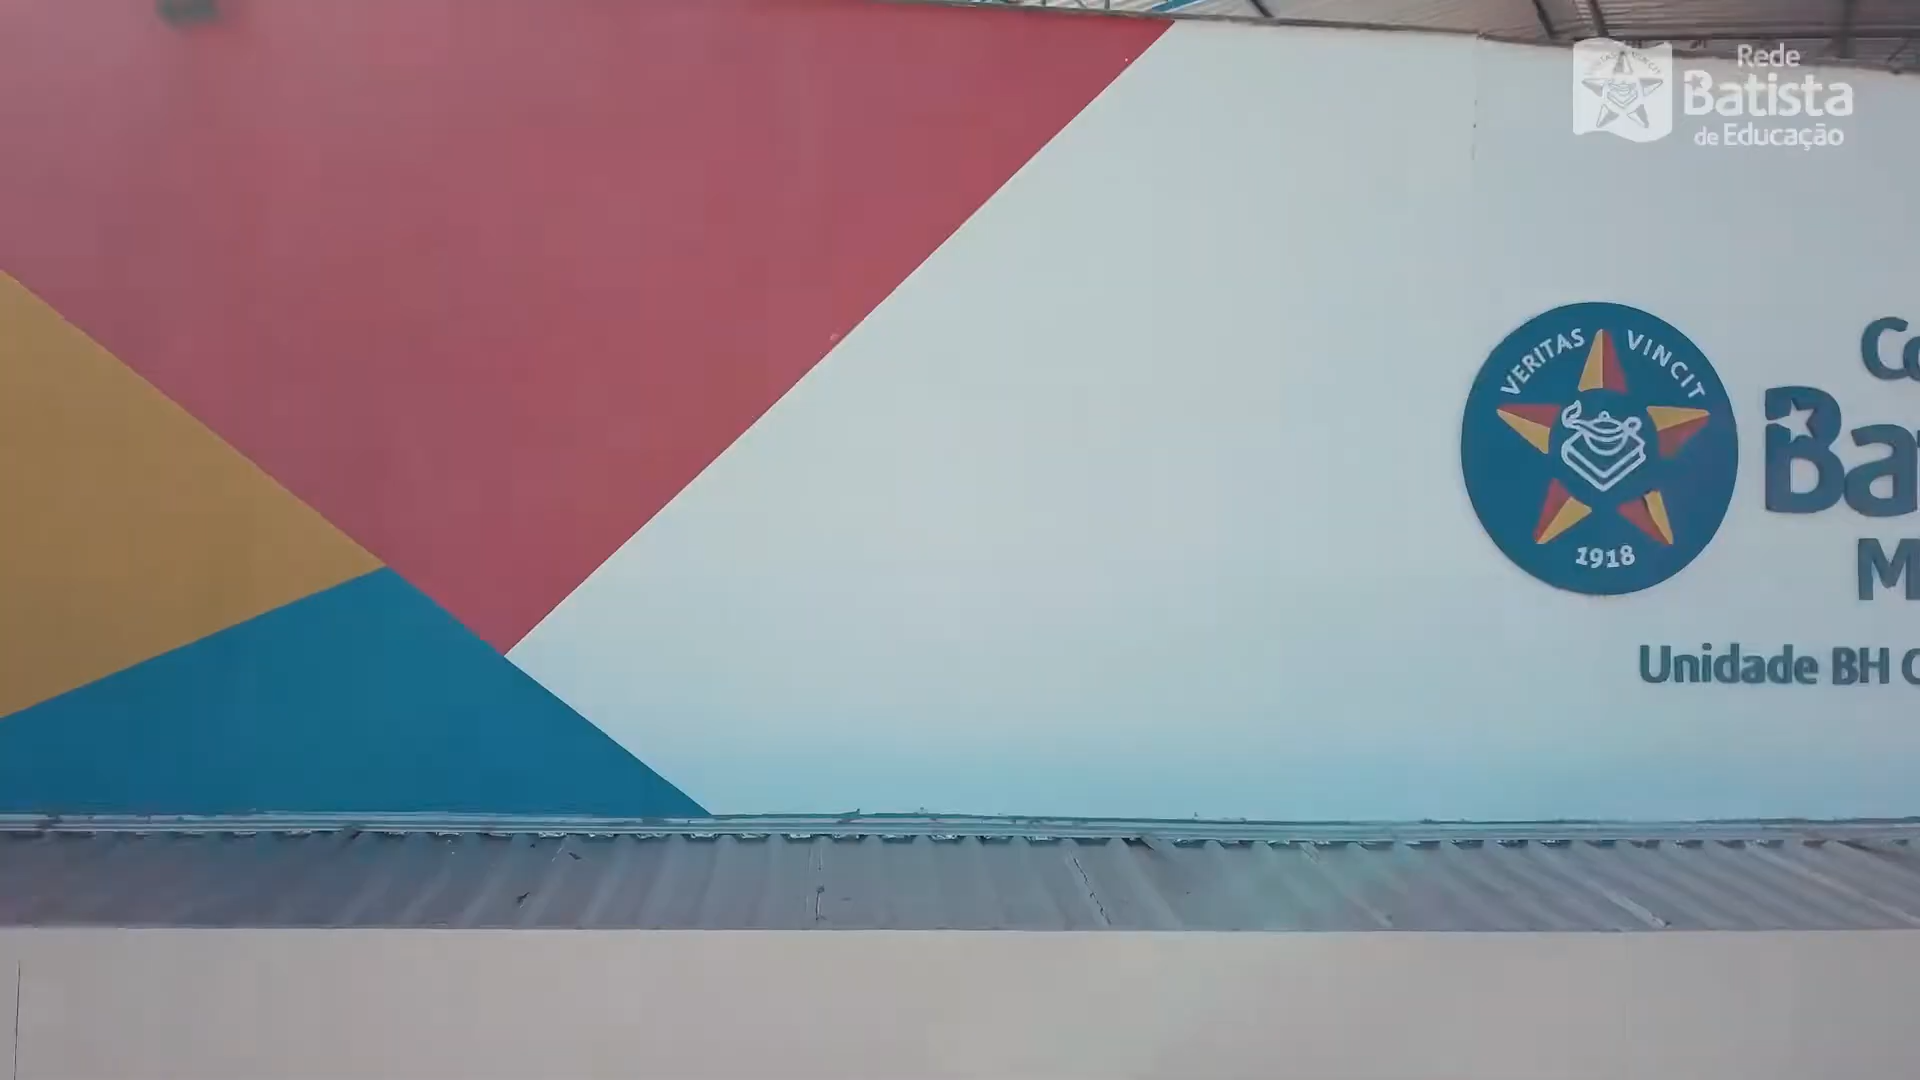 Rede
Batista
de Educação
VERITAS VINCIT
1918
Unidade BH